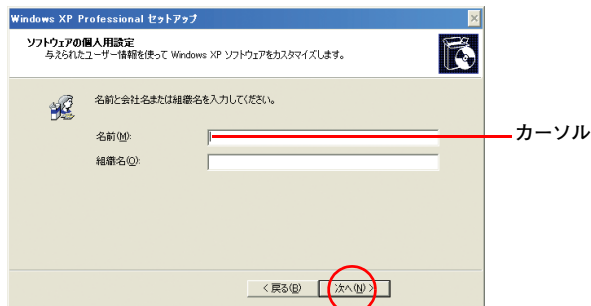 Windows XP Professional セットアップ
ソフトウェアの個人用設定
与えられたユーザー情報を使って Windows XP ソフトウェアをカスタマイズします。
名前と会社名または組織名を入力してください。
名前(M):
カーソル
組織名(O):
< 戻る(B)
次へ(N) >